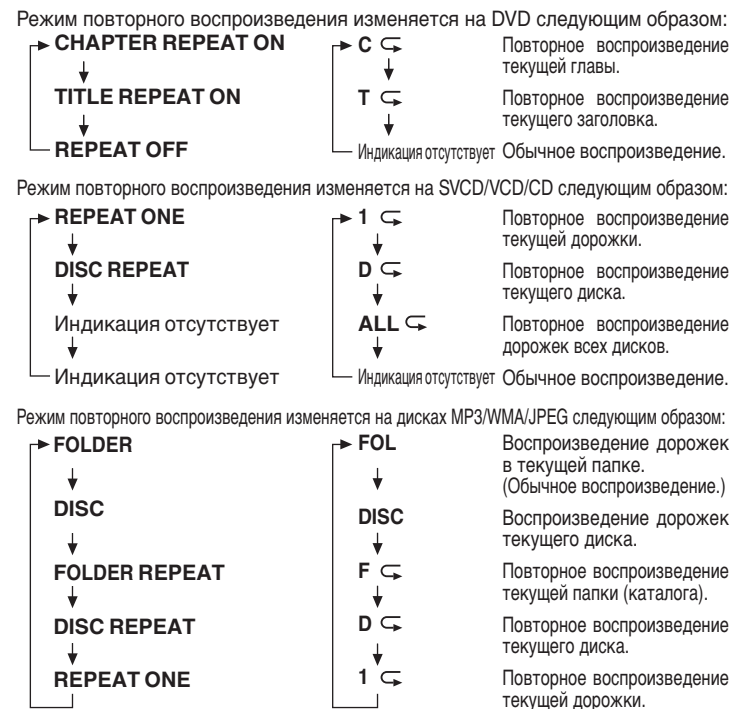 Режим повторного воспроизведения изменяется на DVD следующим образом:
CHAPTER REPEAT ON C Повторное воспроизведение
текущей главы.
TITLE REPEAT ON T Повторное воспроизведение
текущего заголовка.
REPEAT OFF Индикация отсутствует Обычное воспроизведение.
Режим повторного воспроизведения изменяется на SVCD/VCD/CD следующим образом:
REPEAT ONE 1 Повторное воспроизведение
текущей дорожки.
DISC REPEAT D Повторное воспроизведение
текущего диска.
Индикация отсутствует ALL Повторное воспроизведение
дорожек всех дисков.
Индикация отсутствует Индикация отсутствует Обычное воспроизведение.
Режим повторного воспроизведения изменяется на дисках MP3/WMA/JPEG следующим образом:
FOLDER FOL Воспроизведение дорожек
в текущей папке.
(Обычное воспроизведение.)
DISC DISC Воспроизведение дорожек
текущего диска.
FOLDER REPEAT F Повторное воспроизведение
текущей папки (каталога).
DISC REPEAT D Повторное воспроизведение
текущего диска.
REPEAT ONE 1 Повторное воспроизведение
текущей дорожки.